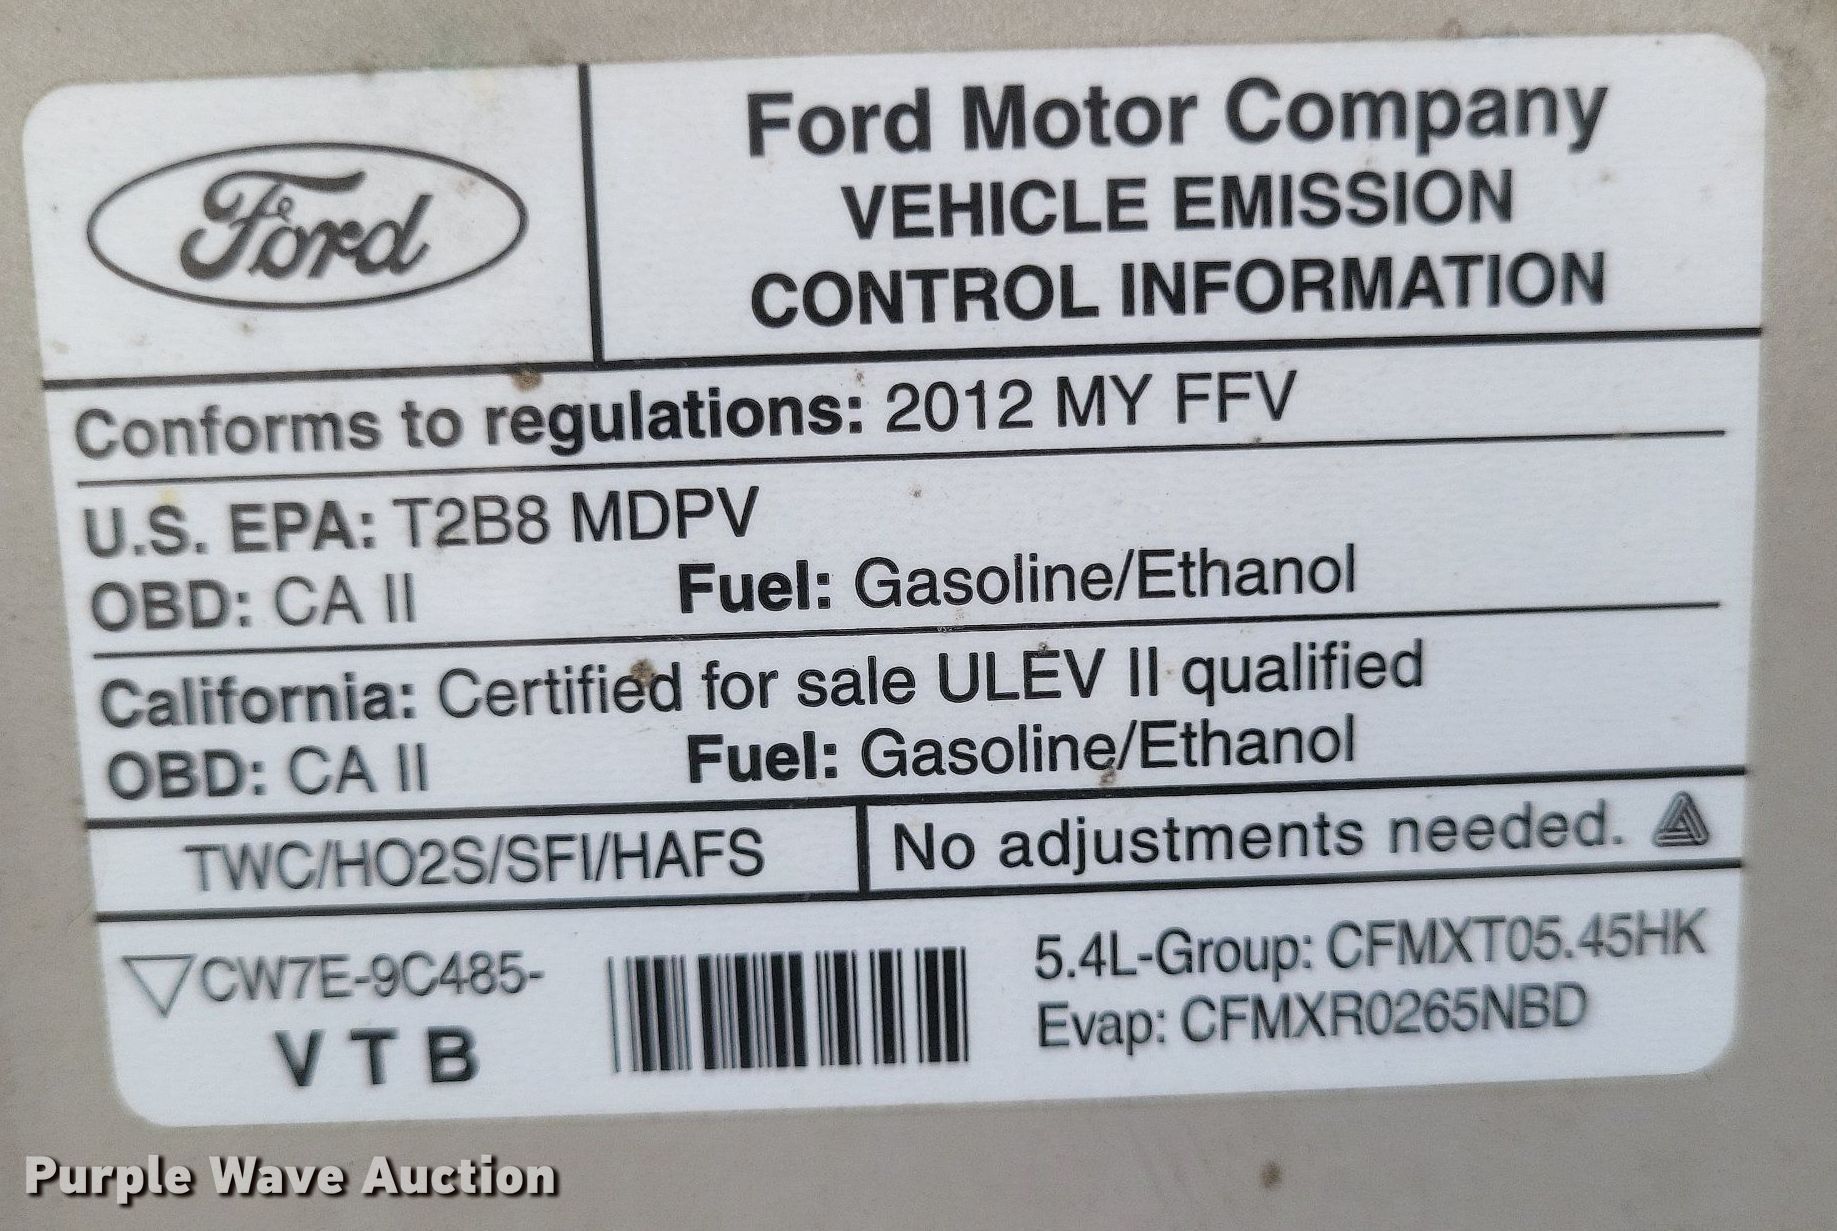 Ford
Ford Motor Company
VEHICLE EMISSION
CONTROL INFORMATION
Conforms to regulations: 2012 MY FFV
U.S. EPA: T2B8 MDPV
OBD: CA II Fuel: Gasoline/Ethanol
California: Certified for sale ULEV II qualified
OBD: CA II Fuel: Gasoline/Ethanol
TWC/HO2S/SFI/HAFS
No adjustments needed.
CW7E-9C485-
V T B
5.4L-Group: CFMXT05.45HK
Evap: CFMXR0265NBD
Purple Wave Auction